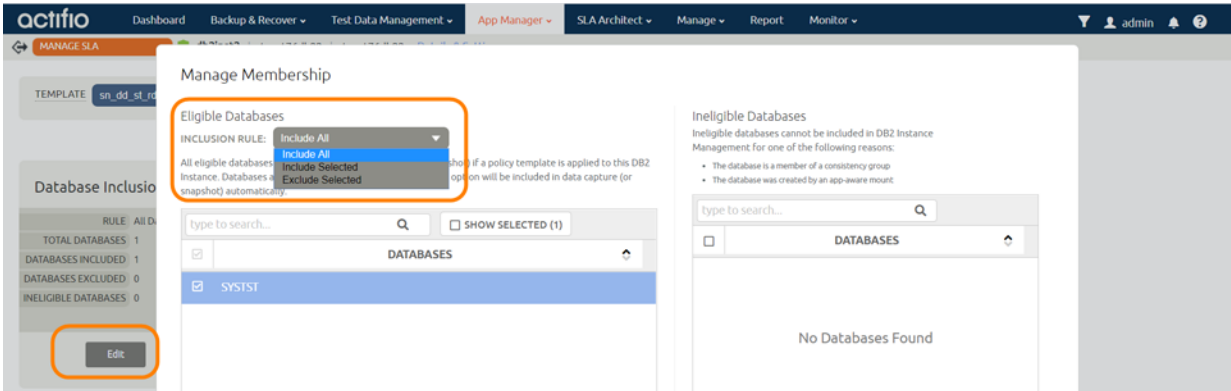 actifio Dashboard Backup & Recover Test Data Management App Manager SLA Architect Manage Report Monitor admin
MANAGE SLA
TEMPLATE sn_dd_st_rd
Database Inclusio
RULE All Da
TOTAL DATABASES 1
DATABASES INCLUDED 1
DATABASES EXCLUDED 0
INELIGIBLE DATABASES 0
Edit
Manage Membership
Eligible Databases
INCLUSION RULE: Include All
Include All
Include Selected
Exclude Selected
All eligible databases shot) if a policy template is applied to this DB2
Instance. Databases a option will be included in data capture (or
snapshot) automatically.
type to search... SHOW SELECTED (1)
DATABASES
SYSTST
Ineligible Databases
Ineligible databases cannot be included in DB2 Instance
Management for one of the following reasons:
• The database is a member of a consistency group
• The database was created by an app-aware mount
type to search...
DATABASES
No Databases Found